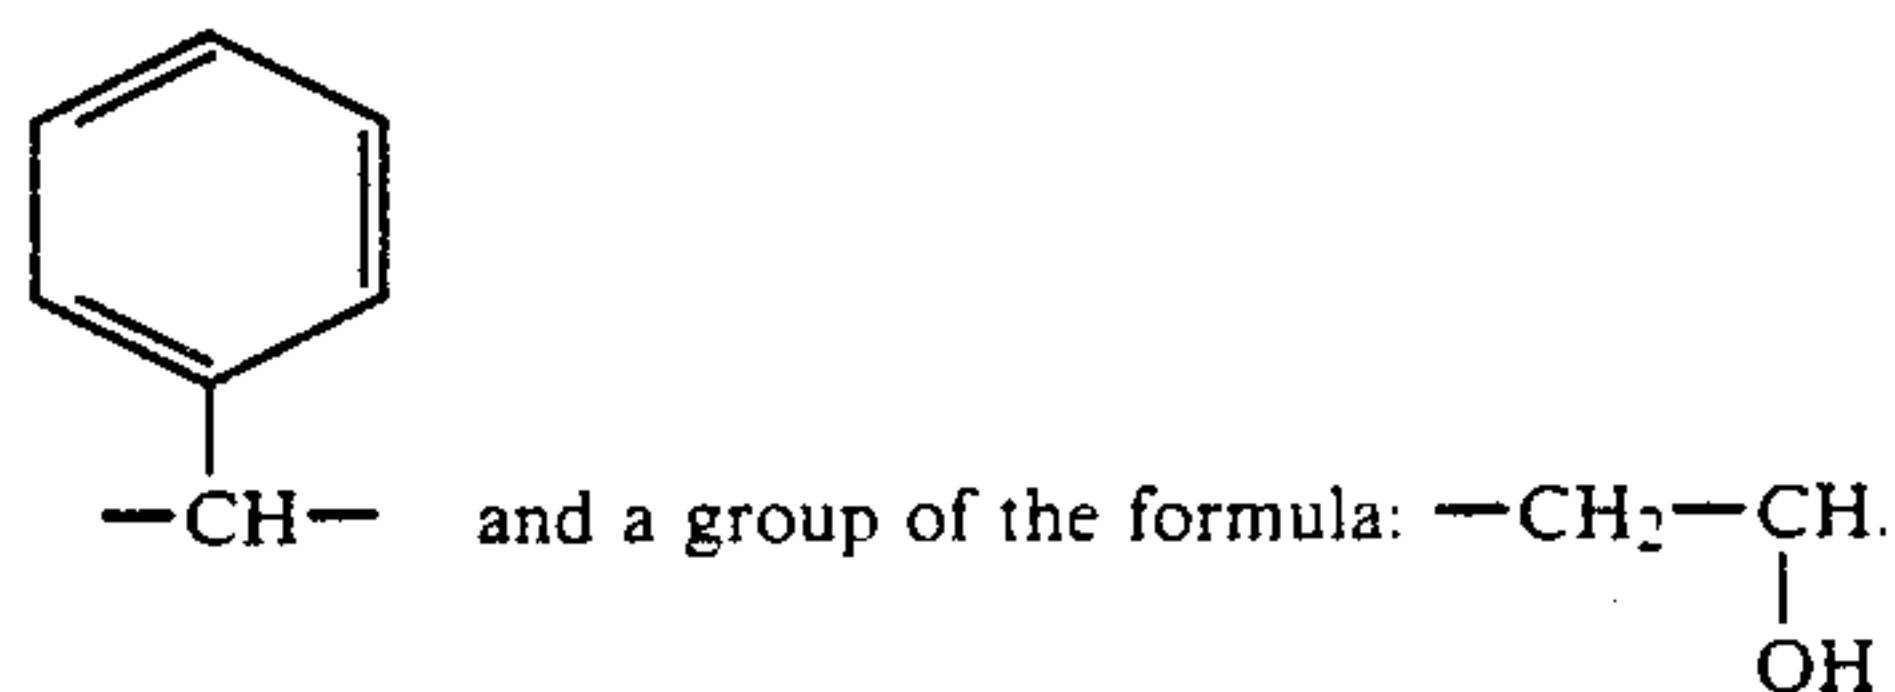 —CH— and a group of the formula: —CH₂—CH.
OH